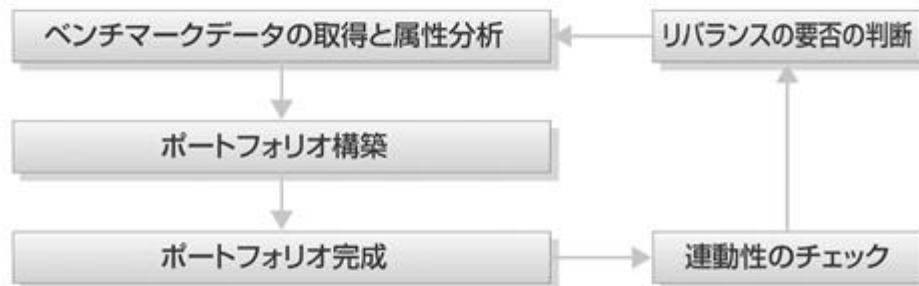 ベンチマークデータの取得と属性分析
リバランスの要否の判断
ポートフォリオ構築
ポートフォリオ完成
連動性のチェック